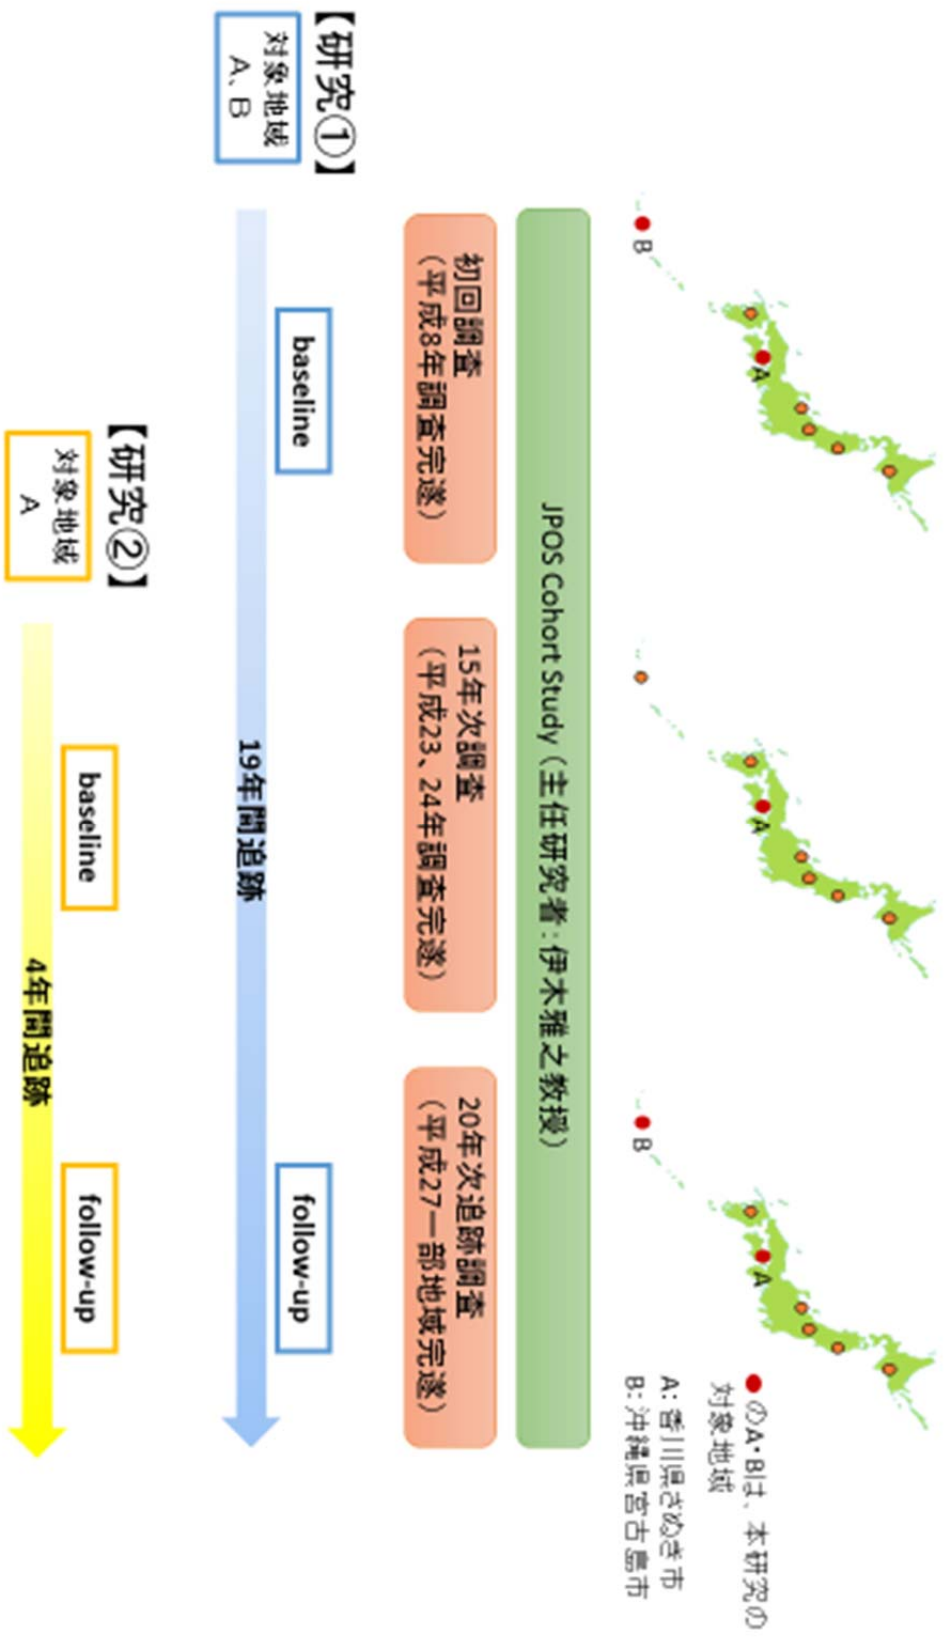 B
A
A
B
A
●のA・Bは、本研究の
対象地域
A: 香川県さぬき市
B: 沖縄県宮古島市
JPOS Cohort Study (主任研究者: 伊木雅之教授)
初回調査
(平成8年調査完遂)
15年次調査
(平成23、24年調査完遂)
20年次追跡調査
(平成27一部地域完遂)
【研究①】
対象地域
A、B
baseline
follow-up
19年間追跡
【研究②】
対象地域
A
baseline
follow-up
4年間追跡